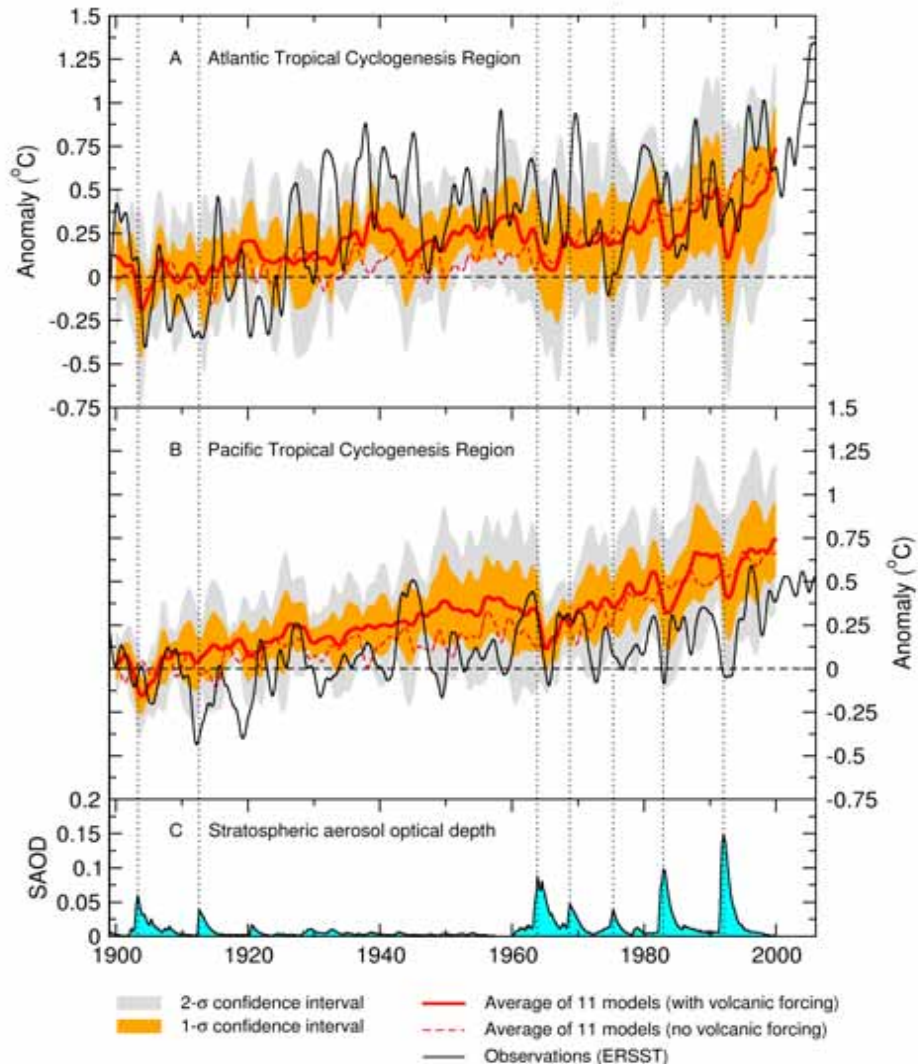 1.5
A Atlantic Tropical Cyclogenesis Region
1.25
1
0.75
0.5
0.25
0
-0.25
-0.5
-0.75
Anomaly (°C)
1.5
B Pacific Tropical Cyclogenesis Region
1.25
1
0.75
0.5
0.25
0
-0.25
-0.5
-0.75
Anomaly (°C)
0.2
C Stratospheric aerosol optical depth
0.15
0.1
0.05
0
SAOD
1900 1920 1940 1960 1980 2000
2-σ confidence interval
1-σ confidence interval
Average of 11 models (with volcanic forcing)
Average of 11 models (no volcanic forcing)
Observations (ERSST)